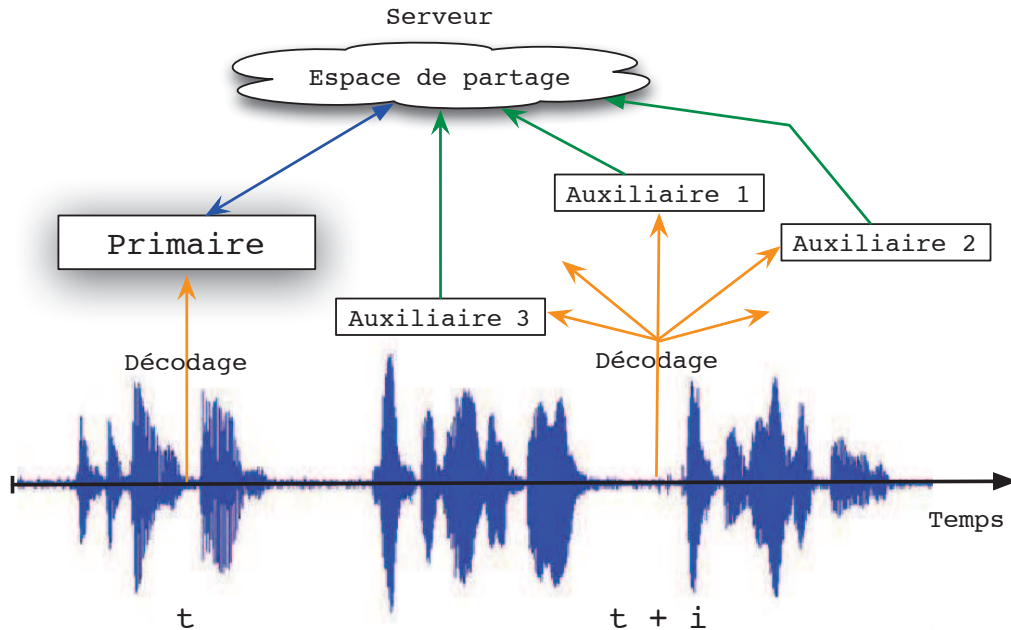 Serveur
Espace de partage
Auxiliaire 1
Primaire
Auxiliaire 2
Auxiliaire 3
Décodage
Décodage
Temps
t
t + i